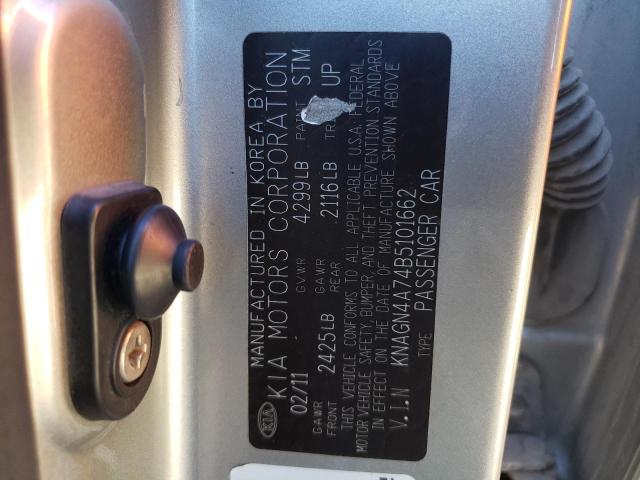 MANUFACTURED IN KOREA BY
KIA KIA MOTORS CORPORATION
02/11 GVWR 4299LB PAINT STM
GAWR FRONT 2425LB GAWR REAR 2116LB UP
THIS VEHICLE CONFORMS TO ALL APPLICABLE U.S.A. FEDERAL
MOTOR VEHICLE SAFETY, BUMPER, AND THEFT PREVENTION STANDARDS
IN EFFECT ON THE DATE OF MANUFACTURE SHOWN ABOVE
V.I.N KNAGN4A74B5101662
TYPE PASSENGER CAR